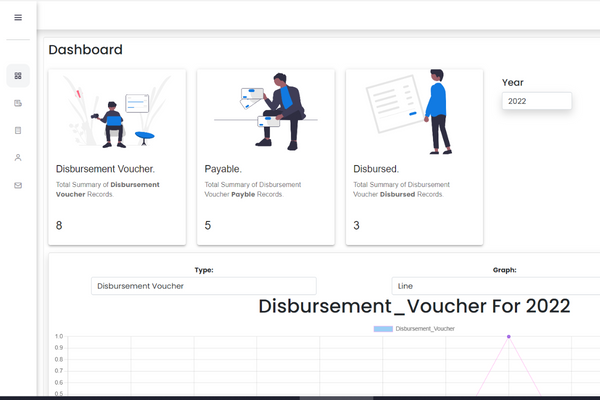 Dashboard
Disbursement Voucher.
Total Summary of Disbursement
Voucher Records.
8
Payable.
Total Summary of Disbursement
Voucher Payble Records.
5
Disbursed.
Total Summary of Disbursement
Voucher Disbursed Records.
3
Year
2022
Type:
Disbursement Voucher
Graph:
Line
Disbursement_Voucher For 2022
Disbursement_Voucher
1.0
0.9
0.8
0.7
0.6
0.5